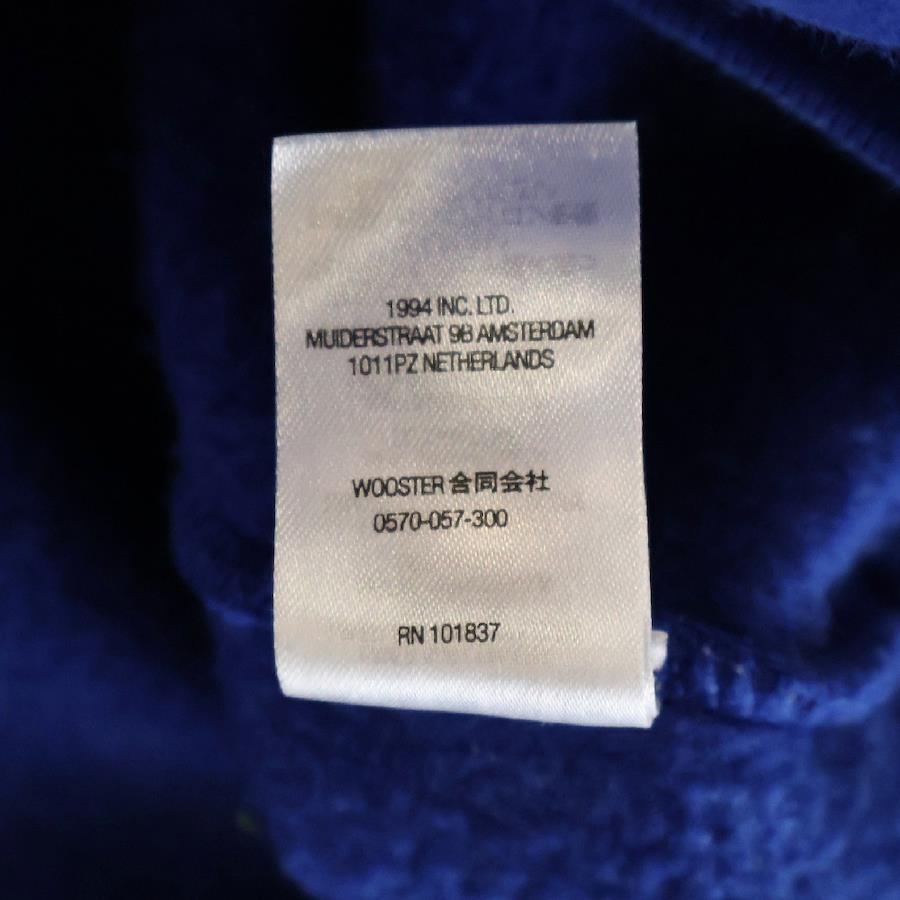 1994 INC. LTD.
MUIDERSTRAAT 9B AMSTERDAM
1011PZ NETHERLANDS
WOOSTER 合同会社
0570-057-300
RN 101837